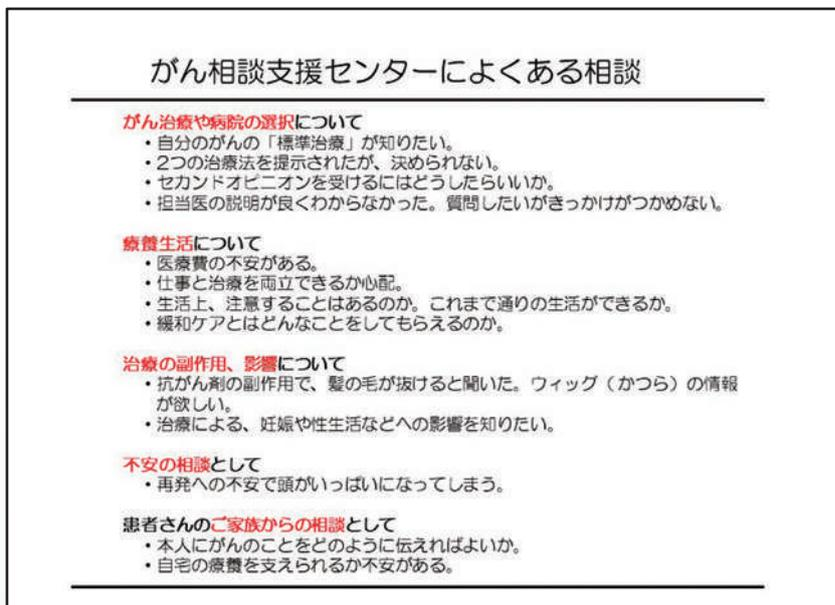 がん相談支援センターによくある相談
がん治療や病院の選択について
・自分のがんの「標準治療」が知りたい。
・2つの治療法を提示されたが、決められない。
・セカンドオピニオンを受けるにはどうしたらいいか。
・担当医の説明が良くわからなかった。質問したいがきっかけがつかめない。
療養生活について
・医療費の不安がある。
・仕事と治療を両立できるか心配。
・生活上、注意することはあるのか。これまで通りの生活ができるか。
・緩和ケアとはどんなことをしてもらえるのか。
治療の副作用、影響について
・抗がん剤の副作用で、髪の毛が抜けると聞いた。ウィッグ（かつら）の情報
が欲しい。
・治療による、妊娠や性生活などへの影響を知りたい。
不安の相談として
・再発への不安で頭がいっぱいになってしまう。
患者さんのご家族からの相談として
・本人にがんのことをどのように伝えればよいか。
・自宅の療養を支えられるか不安がある。